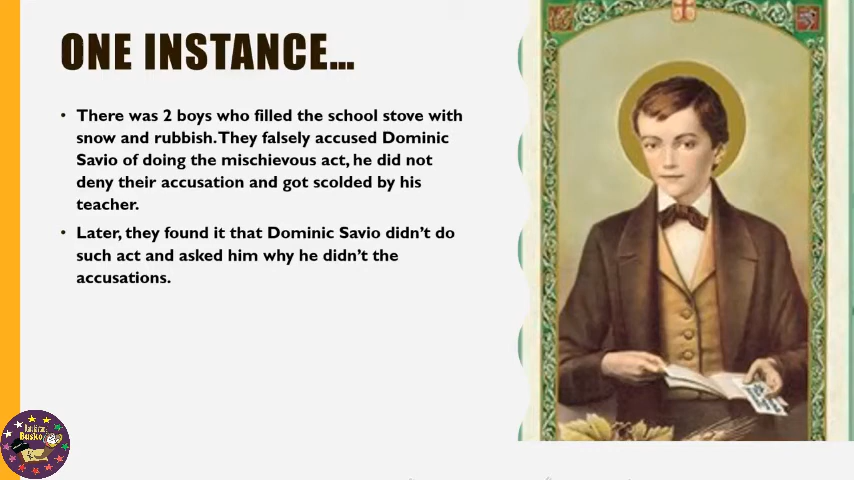 ONE INSTANCE...
• There was 2 boys who filled the school stove with
snow and rubbish.They falsely accused Dominic
Savio of doing the mischievous act, he did not
deny their accusation and got scolded by his
teacher.
• Later, they found it that Dominic Savio didn't do
such act and asked him why he didn't the
accusations.